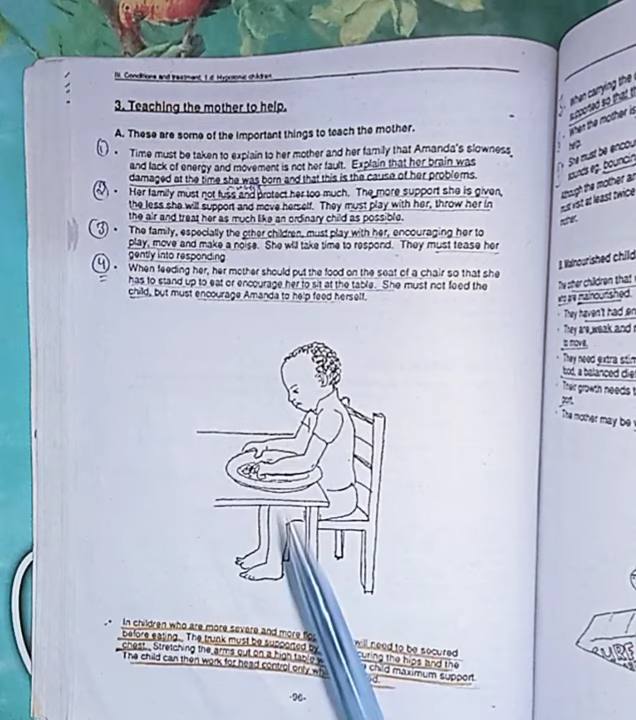 III. Conditions and treatment, 1.d Hypotonic children
3. Teaching the mother to help.
A. These are some of the important things to teach the mother.
(1) • Time must be taken to explain to her mother and her family that Amanda's slowness,
and lack of energy and movement is not her fault. Explain that her brain was
damaged at the time she was born and that this is the cause of her problems.
(2) • Her family must not fuss and protect her too much. The more support she is given,
the less she will support and move herself. They must play with her, throw her in
the air and treat her as much like an ordinary child as possible.
(3) • The family, especially the other children, must play with her, encouraging her to
play, move and make a noise. She will take time to respond. They must tease her
gently into responding.
(4) • When feeding her, her mother should put the food on the seat of a chair so that she
has to stand up to eat or encourage her to sit at the table. She must not feed the
child, but must encourage Amanda to help feed herself.
• In children who are more severe and more will need to be secured
before eating. The trunk must be supported by curing the hips and the
chest. Stretching the arms out on a high table child maximum support.
The child can then work for head control only
-96-
When carrying the
supported so that th
When the mother is
help.
She must be encou
sounds eg. bouncin
although the mother ar
must visit at least twice
mother.
B. Malnourished child
The other children that
who are malnourished.
• They haven't had en
• They are weak and
to move.
• They need extra stim
food, a balanced die
• Their growth needs
port.
• The mother may be
SURF